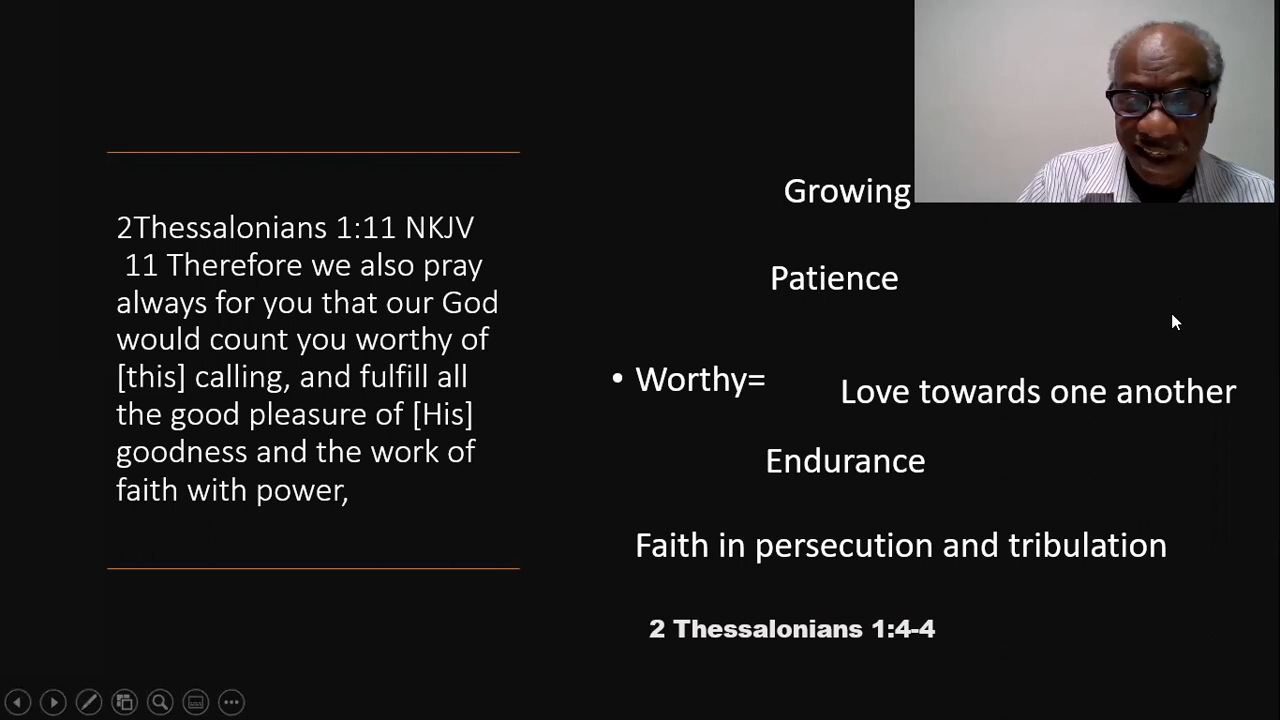 2Thessalonians 1:11 NKJV
11 Therefore we also pray
always for you that our God
would count you worthy of
[this] calling, and fulfill all
the good pleasure of [His]
goodness and the work of
faith with power,
Growing
Patience
• Worthy=
Love towards one another
Endurance
Faith in persecution and tribulation
2 Thessalonians 1:4-4